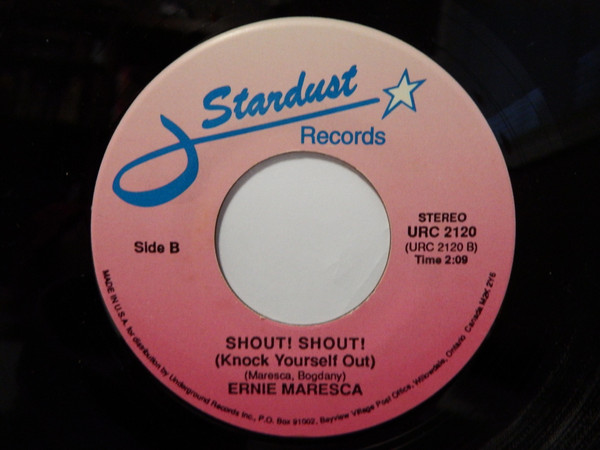 Stardust
Records
Side B
STEREO
URC 2120
(URC 2120 B)
Time 2:09
SHOUT! SHOUT!
(Knock Yourself Out)
(Maresca, Bogdany)
ERNIE MARESCA
MADE IN U.S.A. for distribution by Underground Records Inc., P.O. Box 91002, Bayview Village Post Office, Willowdale, Ontario Canada M2K 2Y6